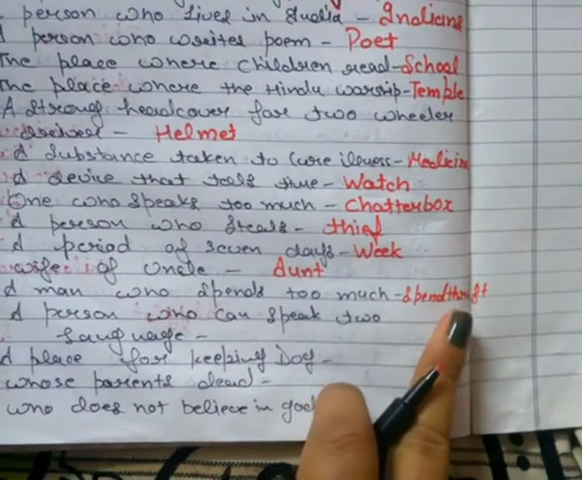 person who lives in India - Indians
person who writes poem - Poet
The place where children read - School
The place where the Hindu worship - Temple
A strong headcover for two wheeler
- Helmet
A substance taken to cure illness - Medicin
A device that tells time - Watch
One who speaks too much - Chatterbox
A person who steals - thief
A period of seven days - Week
wife of Uncle - Aunt
A man who spends too much - Spendthrift
A person who can speak two
language -
A place for keeping Dog -
whose parents dead -
who does not believe in god